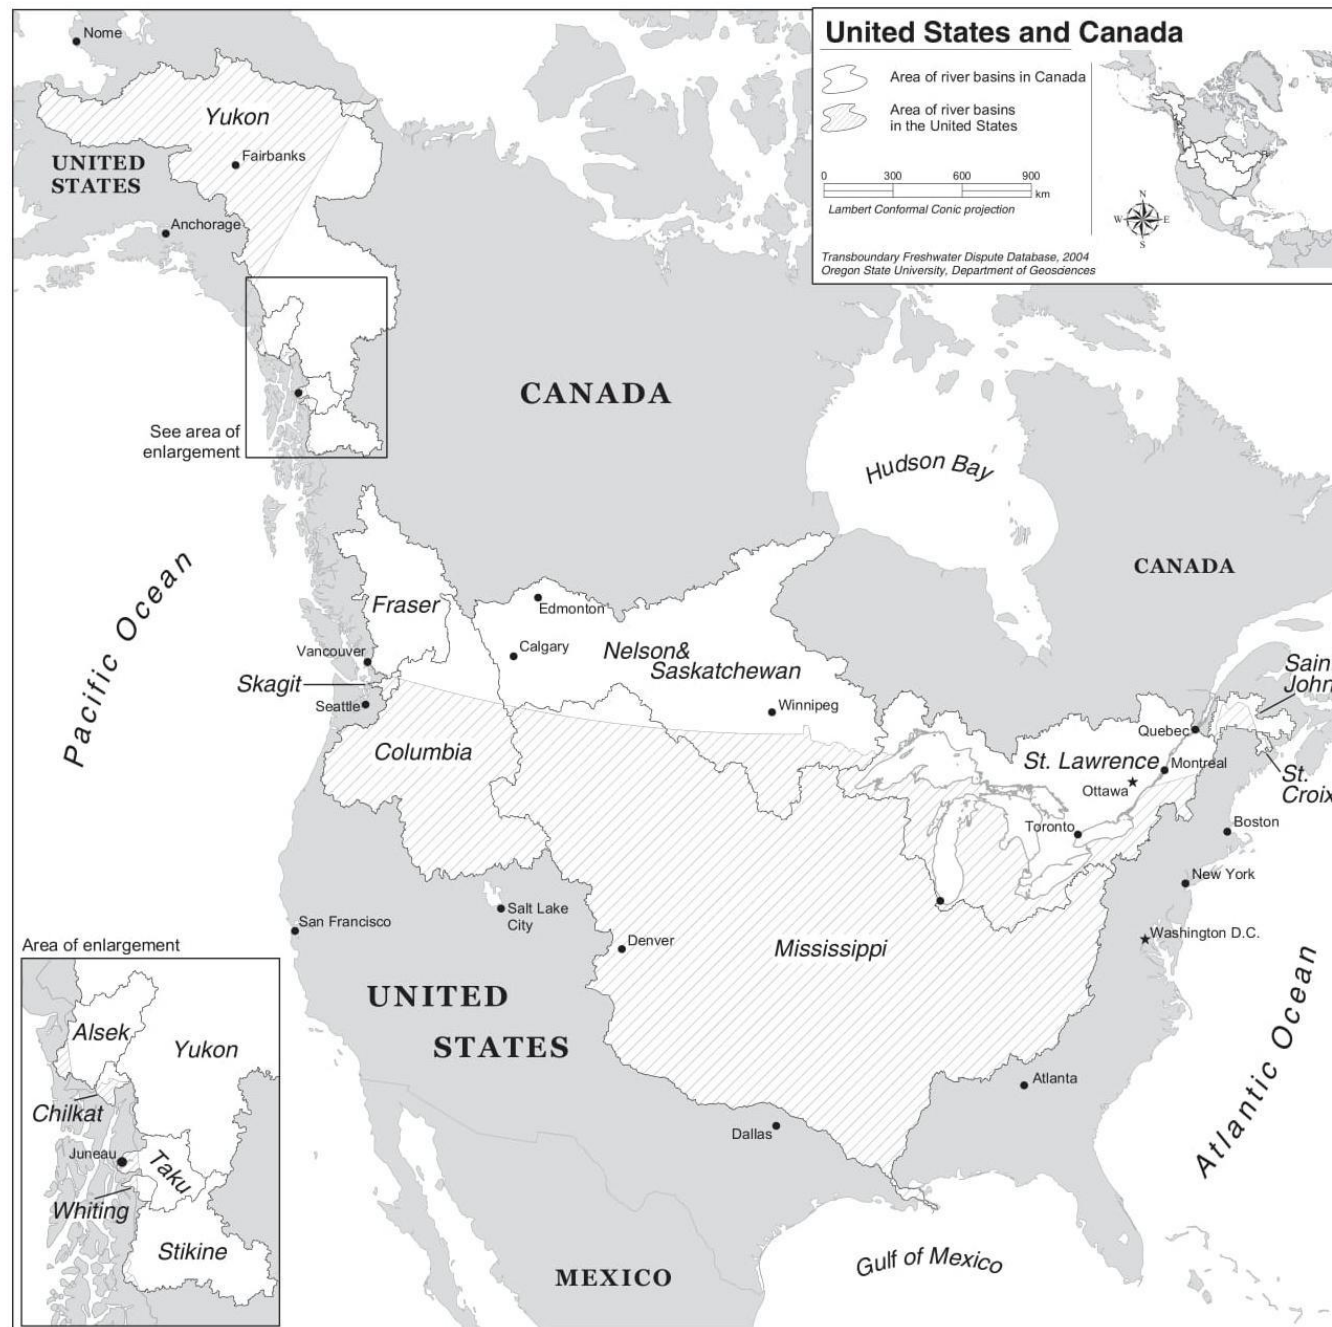 United States and Canada
Area of river basins in Canada
Area of river basins
in the United States
0 300 600 900
km
Lambert Conformal Conic projection
N
W E
S
Transboundary Freshwater Dispute Database, 2004
Oregon State University, Department of Geosciences
Nome
Yukon
UNITED
STATES
Fairbanks
Anchorage
See area of
enlargement
CANADA
Hudson Bay
CANADA
Pacific Ocean
Fraser
Edmonton
Calgary
Nelson&
Saskatchewan
Vancouver
Skagit
Seattle
Winnipeg
Columbia
Sain
John
Quebec
St. Lawrence
Montreal
Ottawa
St.
Croix
Toronto
Boston
New York
Washington D.C.
San Francisco
Salt Lake
City
Denver
Mississippi
UNITED
STATES
Atlantic Ocean
Atlanta
Dallas
MEXICO
Gulf of Mexico
Area of enlargement
Alsek
Yukon
Chilkat
Juneau
Taku
Whiting
Stikine